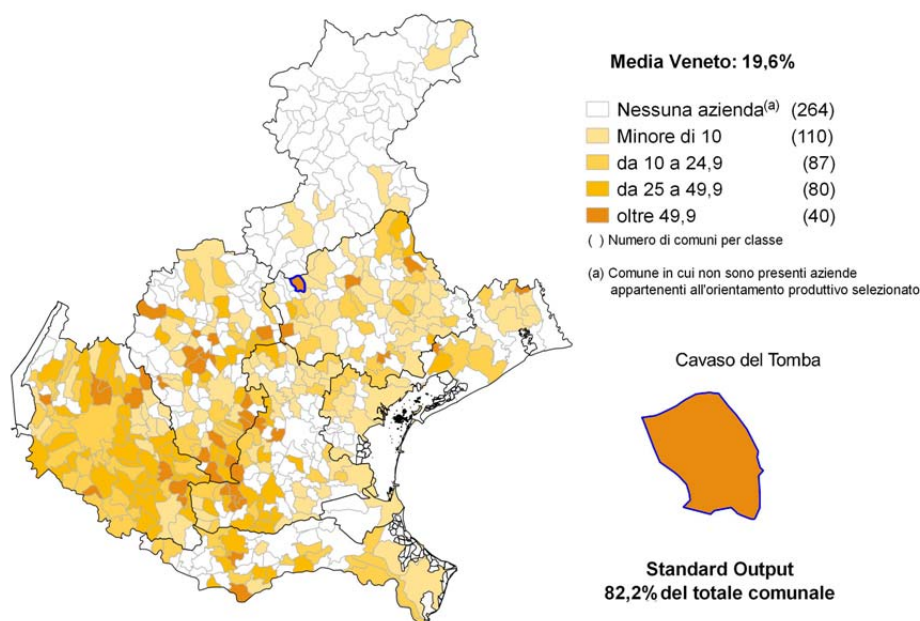 Media Veneto: 19,6%
Nessuna azienda(a) (264)
Minore di 10 (110)
da 10 a 24,9 (87)
da 25 a 49,9 (80)
oltre 49,9 (40)
( ) Numero di comuni per classe
(a) Comune in cui non sono presenti aziende
appartenenti all'orientamento produttivo selezionato
Cavaso del Tomba
Standard Output
82,2% del totale comunale